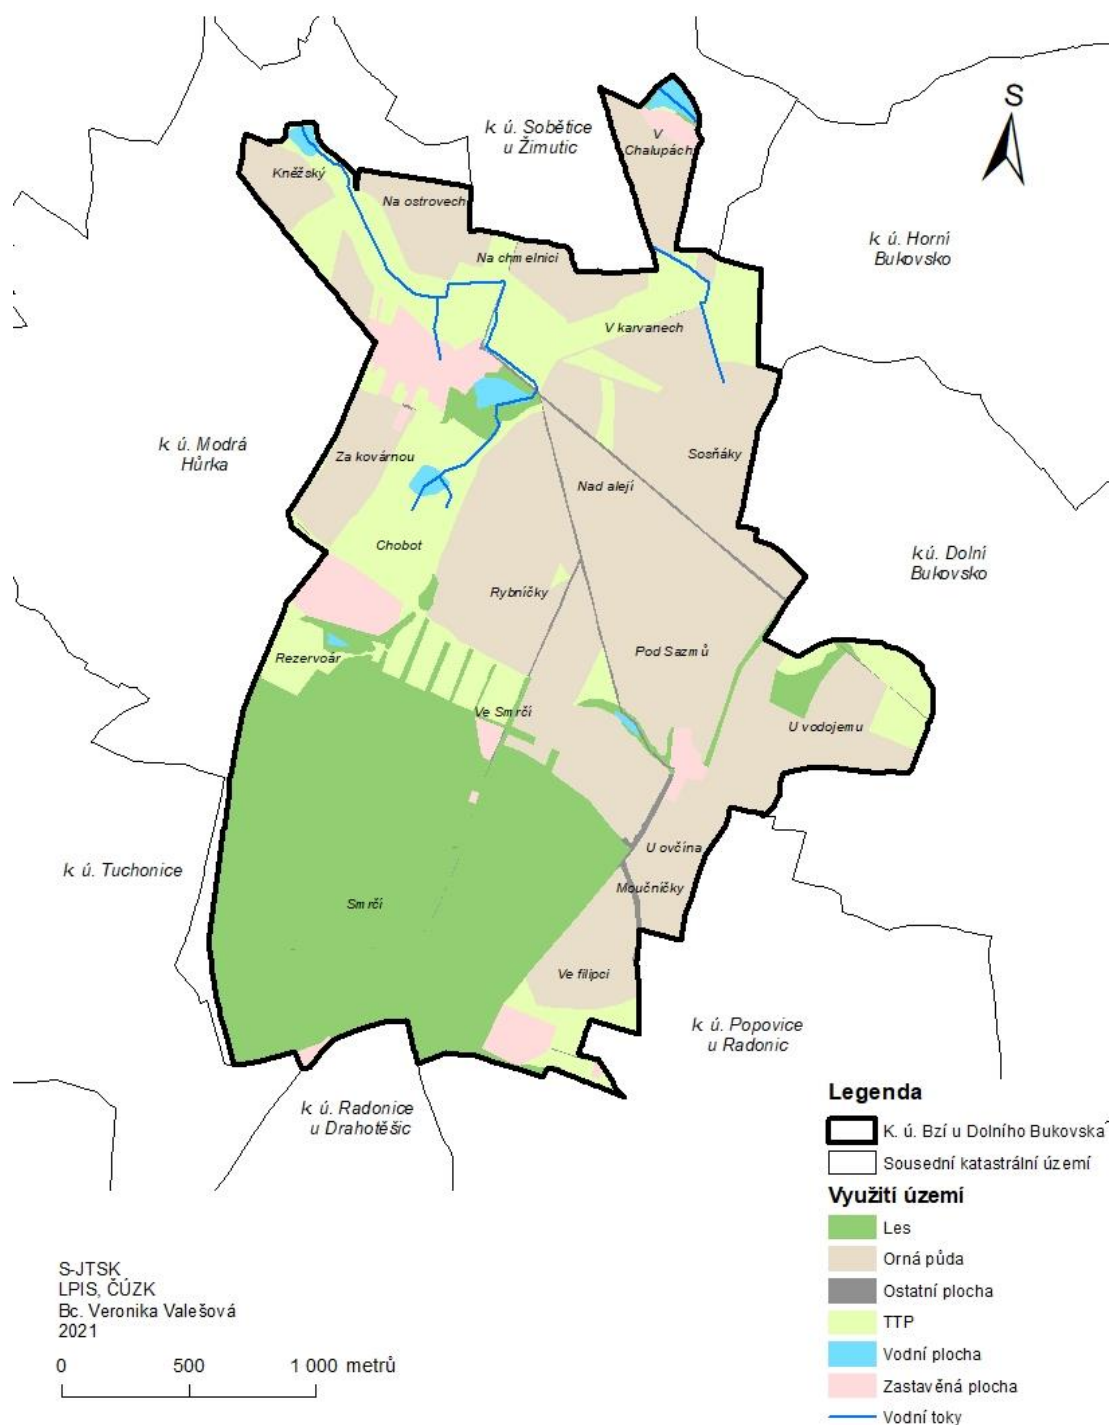 S
k. ú. Sobětice
u Žimutic
V
Chalupách
Kněžský
Na ostrovech
k. ú. Horní
Bukovsko
Na chmelnici
V karvanech
k. ú. Modrá
Hůrka
Za kovárnou
Sosňáky
Nad alejí
Chobot
k.ú. Dolní
Bukovsko
Rybníčky
Rezervoár
Pod Sazmů
Ve Smrčí
U vodojemu
k. ú. Tuchonice
U ovčína
Moučníčky
Smrčí
Ve filipci
k. ú. Popovice
u Radonic
k. ú. Radonice
u Drahotěšic
Legenda
K. ú. Bzí u Dolního Bukovska
Sousední katastrální území
Využití území
Les
Orná půda
Ostatní plocha
TTP
Vodní plocha
Zastavěná plocha
Vodní toky
S-JTSK
LPIS, ČÚZK
Bc. Veronika Valešová
2021
0 500 1 000 metrů